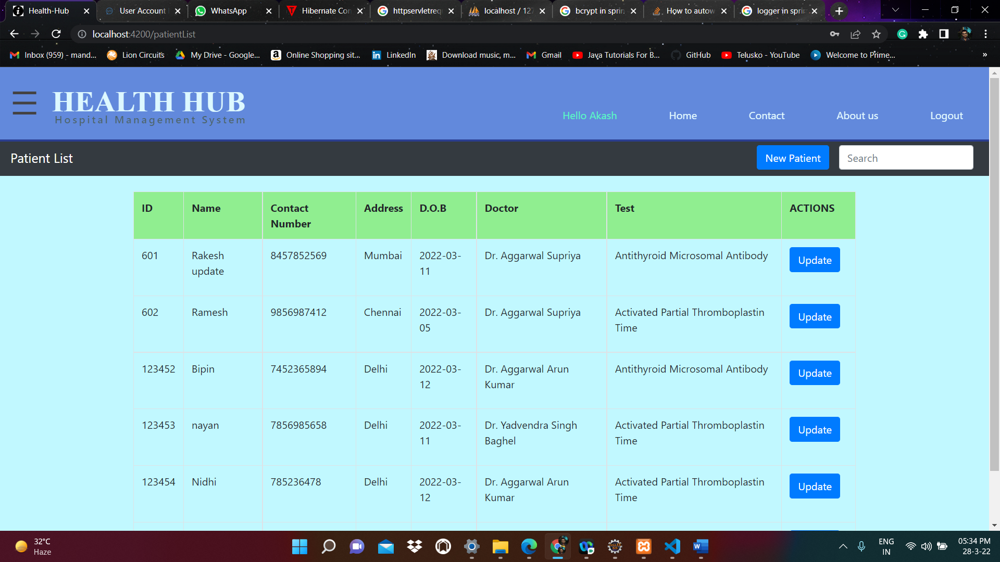 Health-Hub
User Account
WhatsApp
Hibernate Con
httpservletreq
localhost / 127
bcrypt in sprin
How to autow
logger in sprin
localhost:4200/patientList
Inbox (959) - mand...
Lion Circuits
My Drive - Google...
Online Shopping sit...
LinkedIn
Download music, m...
Gmail
Java Tutorials For B...
GitHub
Telusko - YouTube
Welcome to Prime...
»
HEALTH HUB
Hospital Management System
Hello Akash
Home
Contact
About us
Logout
Patient List
New Patient
Search
ID Name Contact Address D.O.B Doctor Test ACTIONS
Number
601 Rakesh 8457852569 Mumbai 2022-03- Dr. Aggarwal Supriya Antithyroid Microsomal Antibody Update
update 11
602 Ramesh 9856987412 Chennai 2022-03- Dr. Aggarwal Supriya Activated Partial Thromboplastin Update
05 Time
123452 Bipin 7452365894 Delhi 2022-03- Dr. Aggarwal Arun Antithyroid Microsomal Antibody Update
12 Kumar
123453 nayan 7856985658 Delhi 2022-03- Dr. Yadvendra Singh Activated Partial Thromboplastin Update
11 Baghel Time
123454 Nidhi 785236478 Delhi 2022-03- Dr. Aggarwal Arun Activated Partial Thromboplastin Update
12 Kumar Time
32°C
Haze
ENG
IN
05:34 PM
28-3-22